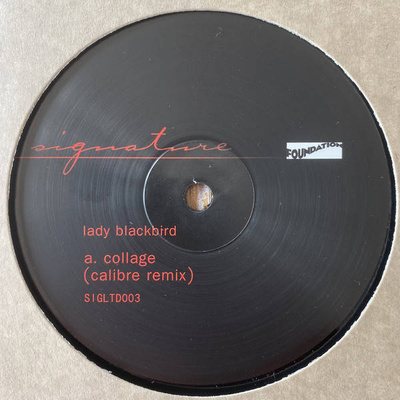 signature
FOUNDATION
lady blackbird
a. collage
(calibre remix)
SIGLTD003